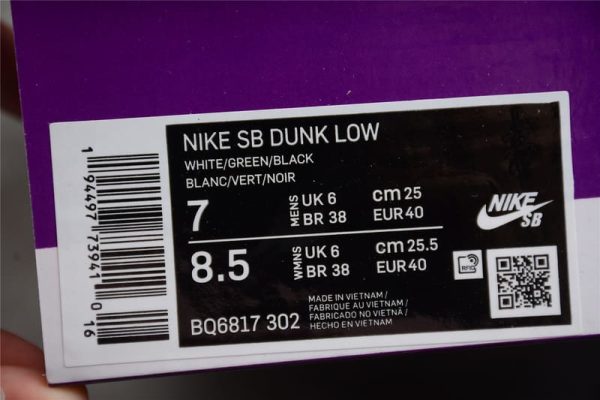 NIKE SB DUNK LOW
WHITE/GREEN/BLACK
BLANC/VERT/NOIR
7 MENS UK 6 cm 25
BR 38 EUR 40
8.5 WMNS UK 6 cm 25.5
BR 38 EUR 40
NIKE
SB
RFID
BQ6817 302
MADE IN VIETNAM/
FABRIQUE AU VIETNAM/
FABRICADO NO VIETNÃ/
HECHO EN VIETNAM/
1 94497 73941 0 16